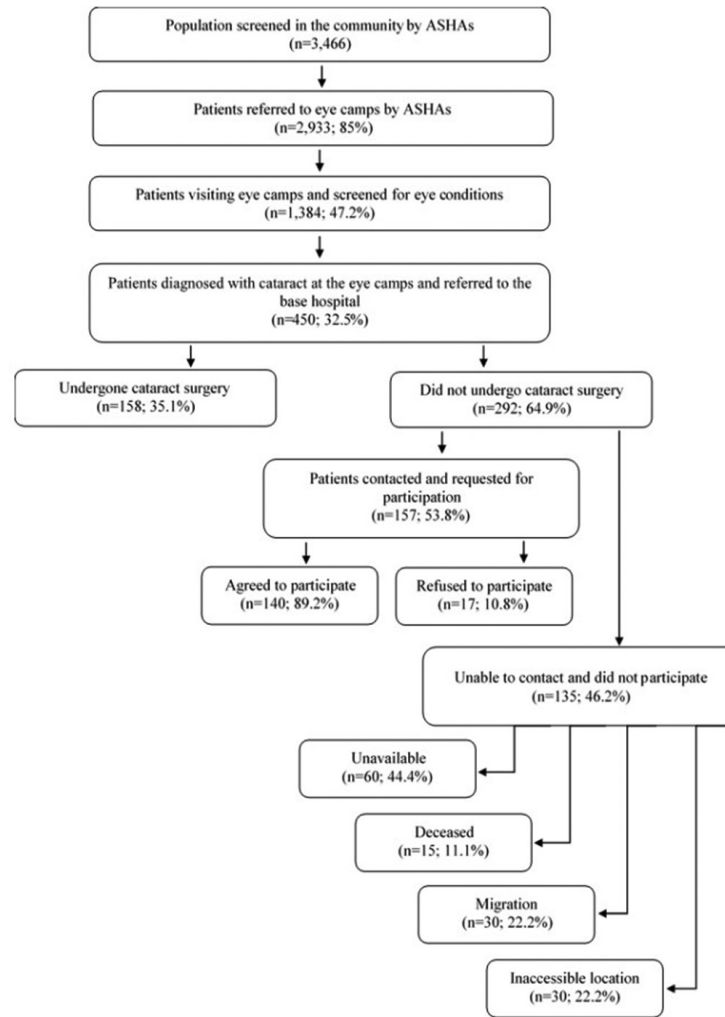 Population screened in the community by ASHAs
(n=3,466)
Patients referred to eye camps by ASHAs
(n=2,933; 85%)
Patients visiting eye camps and screened for eye conditions
(n=1,384; 47.2%)
Patients diagnosed with cataract at the eye camps and referred to the
base hospital
(n=450; 32.5%)
Undergone cataract surgery
(n=158; 35.1%)
Did not undergo cataract surgery
(n=292; 64.9%)
Patients contacted and requested for
participation
(n=157; 53.8%)
Agreed to participate
(n=140; 89.2%)
Refused to participate
(n=17; 10.8%)
Unable to contact and did not participate
(n=135; 46.2%)
Unavailable
(n=60; 44.4%)
Deceased
(n=15; 11.1%)
Migration
(n=30; 22.2%)
Inaccessible location
(n=30; 22.2%)